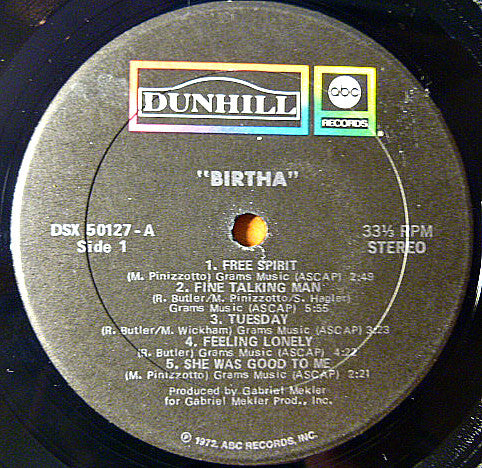 DUNHILL
abc
RECORDS
"BIRTHA"
DSX 50127-A
Side 1
33⅓ RPM
STEREO
1. FREE SPIRIT
(M. Pinizzotto) Grams Music (ASCAP) 2:49
2. FINE TALKING MAN
(R. Butler/M. Pinizzotto/S. Hagler)
Grams Music (ASCAP) 5:55
3. TUESDAY
(R. Butler/M. Wickham) Grams Music (ASCAP) 3:23
4. FEELING LONELY
(R. Butler) Grams Music (ASCAP) 4:22
5. SHE WAS GOOD TO ME
(M. Pinizzotto) Grams Music (ASCAP) 2:21
Produced by Gabriel Mekler
for Gabriel Mekler Prod., Inc.
℗ 1972, ABC RECORDS, INC.